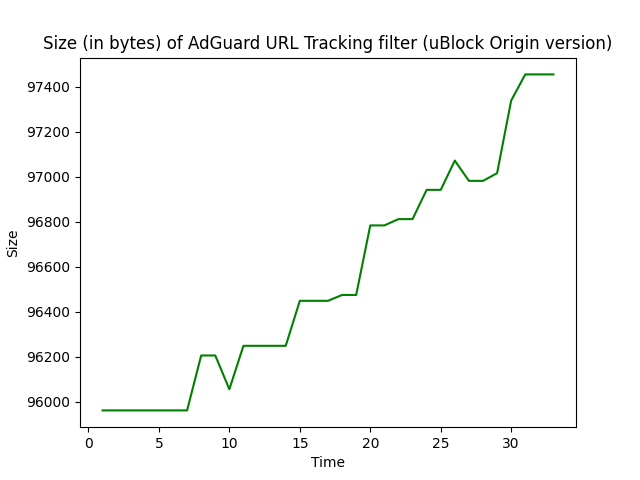 Size (in bytes) of AdGuard URL Tracking filter (uBlock Origin version)
97400
97200
97000
96800
96600
96400
96200
96000
Size
0 5 10 15 20 25 30
Time